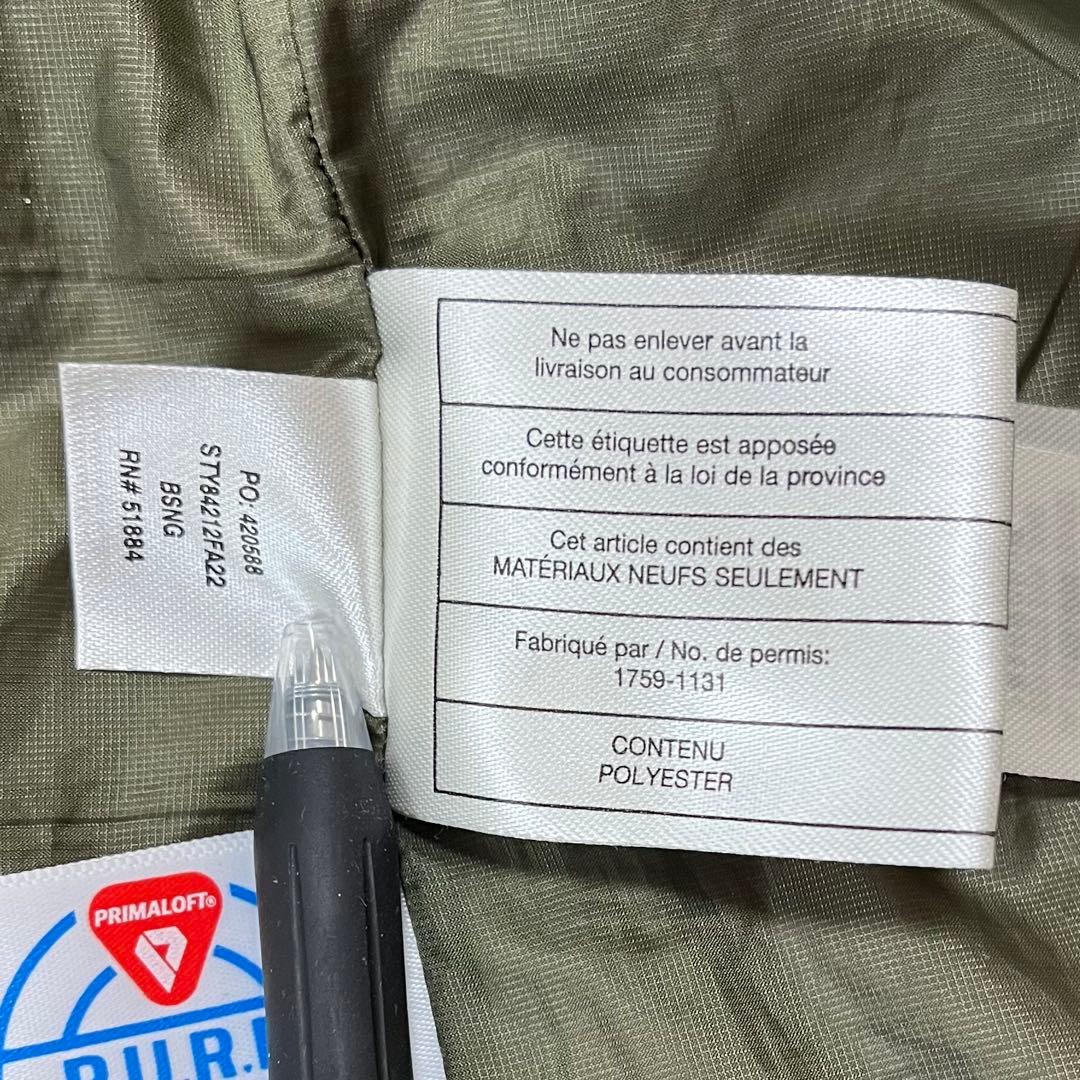 PO: 420588
STY84212FA22
BSNG
RN# 51884
Ne pas enlever avant la
livraison au consommateur
Cette étiquette est apposée
conformément à la loi de la province
Cet article contient des
MATÉRIAUX NEUFS SEULEMENT
Fabriqué par / No. de permis:
1759-1131
CONTENU
POLYESTER
PRIMALOFT®
P.U.R.